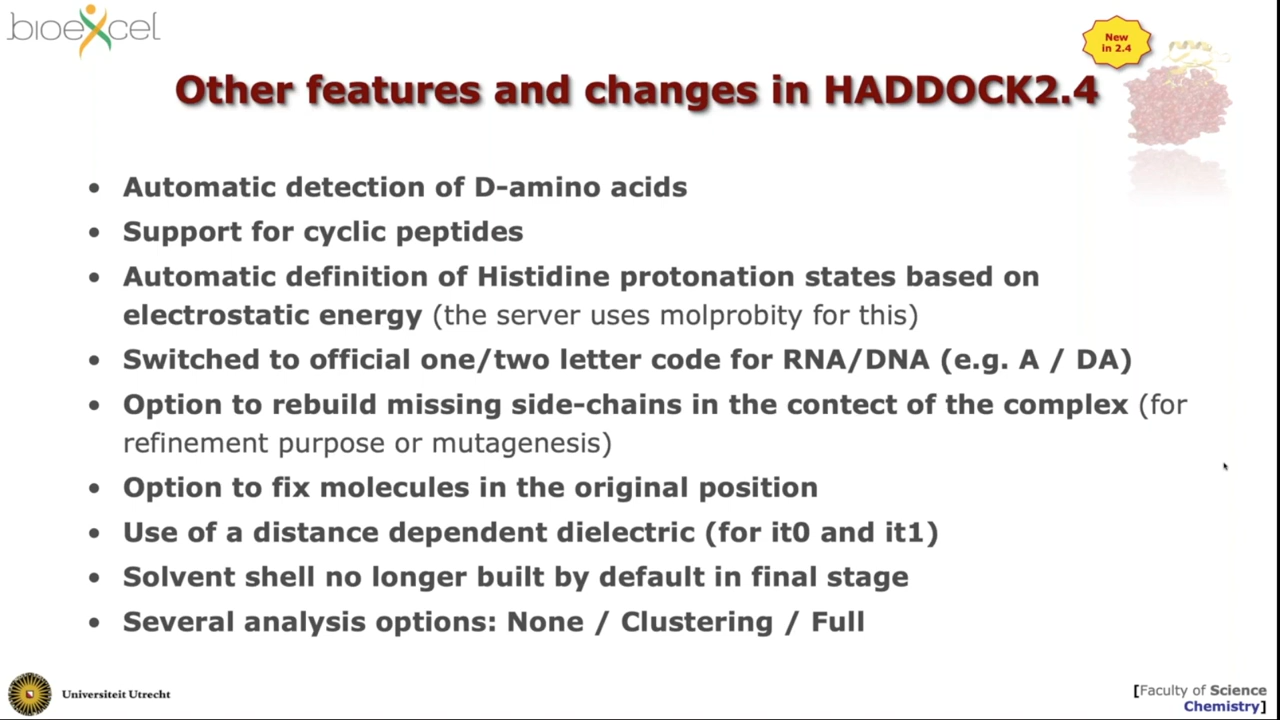 bioexcel
New
in 2.4
Other features and changes in HADDOCK2.4
• Automatic detection of D-amino acids
• Support for cyclic peptides
• Automatic definition of Histidine protonation states based on
electrostatic energy (the server uses molprobity for this)
• Switched to official one/two letter code for RNA/DNA (e.g. A / DA)
• Option to rebuild missing side-chains in the contect of the complex (for
refinement purpose or mutagenesis)
• Option to fix molecules in the original position
• Use of a distance dependent dielectric (for it0 and it1)
• Solvent shell no longer built by default in final stage
• Several analysis options: None / Clustering / Full
Universiteit Utrecht
[Faculty of Science
Chemistry]